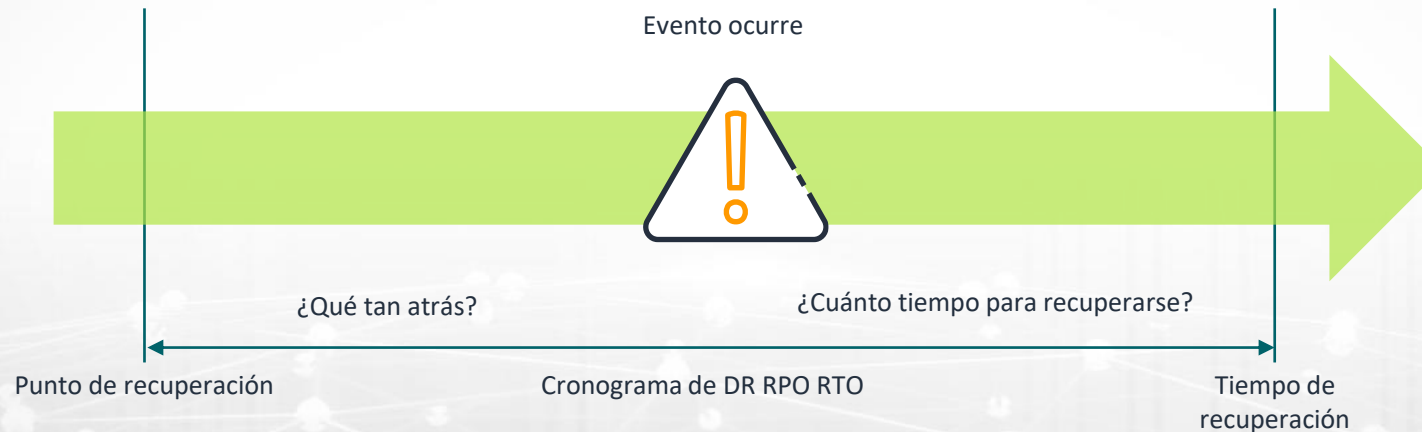 Evento ocurre
¿Qué tan atrás?
¿Cuánto tiempo para recuperarse?
Punto de recuperación
Cronograma de DR RPO RTO
Tiempo de
recuperación